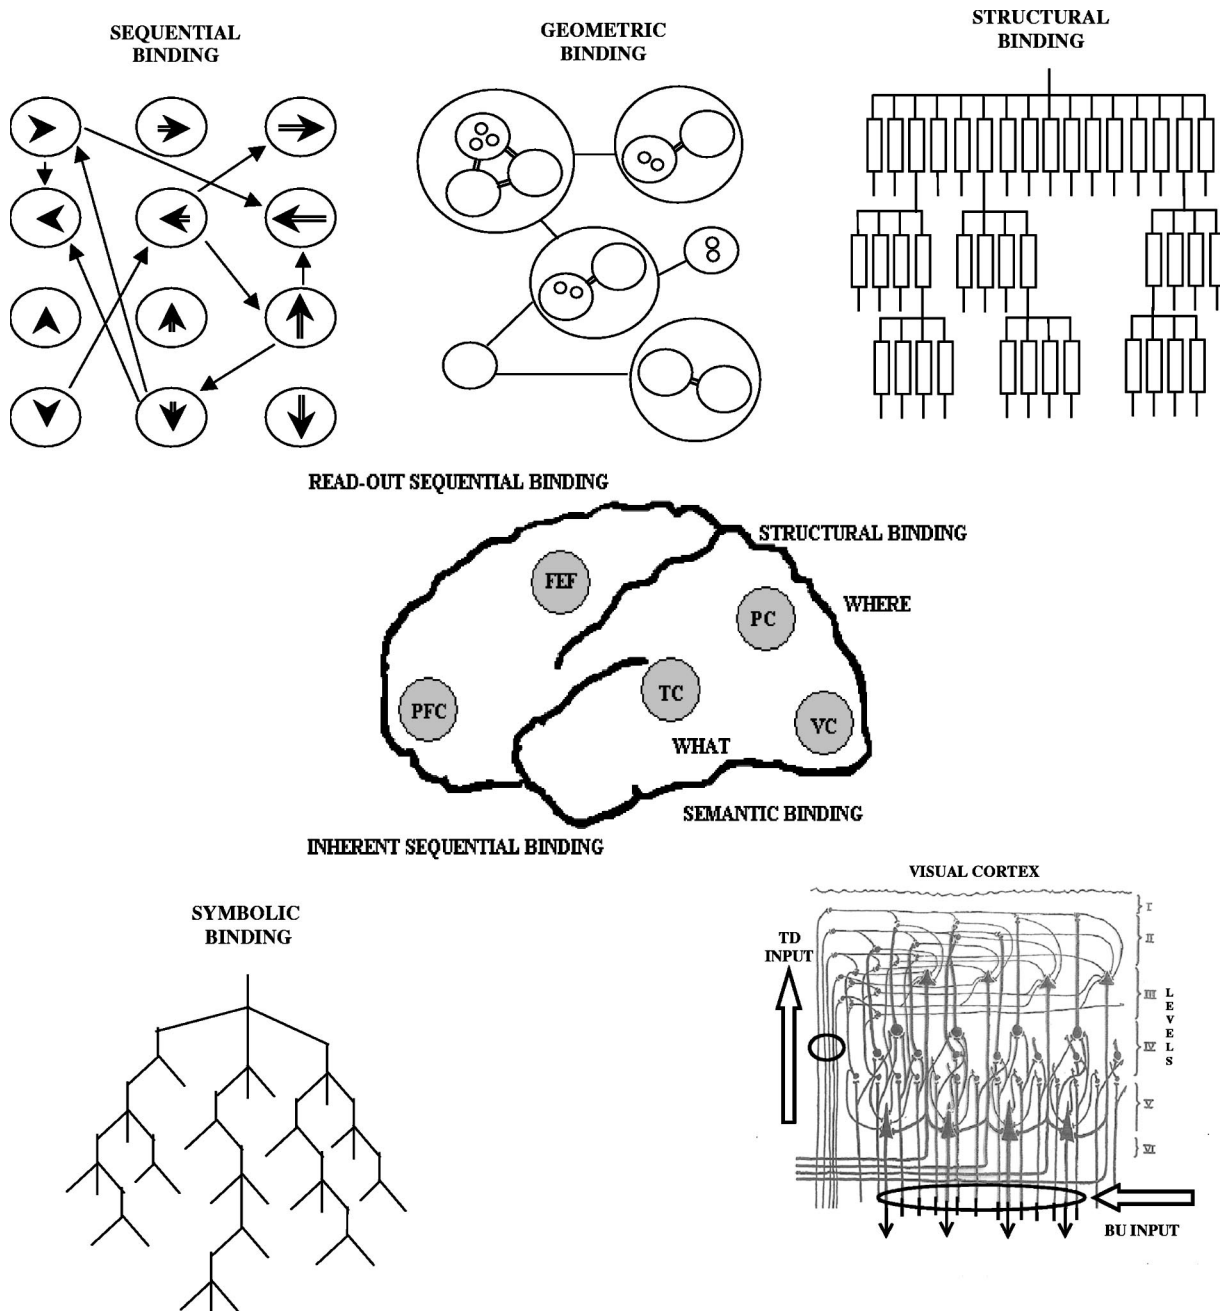 SEQUENTIAL
BINDING
GEOMETRIC
BINDING
STRUCTURAL
BINDING
READ-OUT SEQUENTIAL BINDING
STRUCTURAL BINDING
FEF
WHERE
PC
TC
PFC
VC
WHAT
SEMANTIC BINDING
INHERENT SEQUENTIAL BINDING
SYMBOLIC
BINDING
VISUAL CORTEX
TD
INPUT
I
II
III
IV
V
VI
LEVELS
BU INPUT